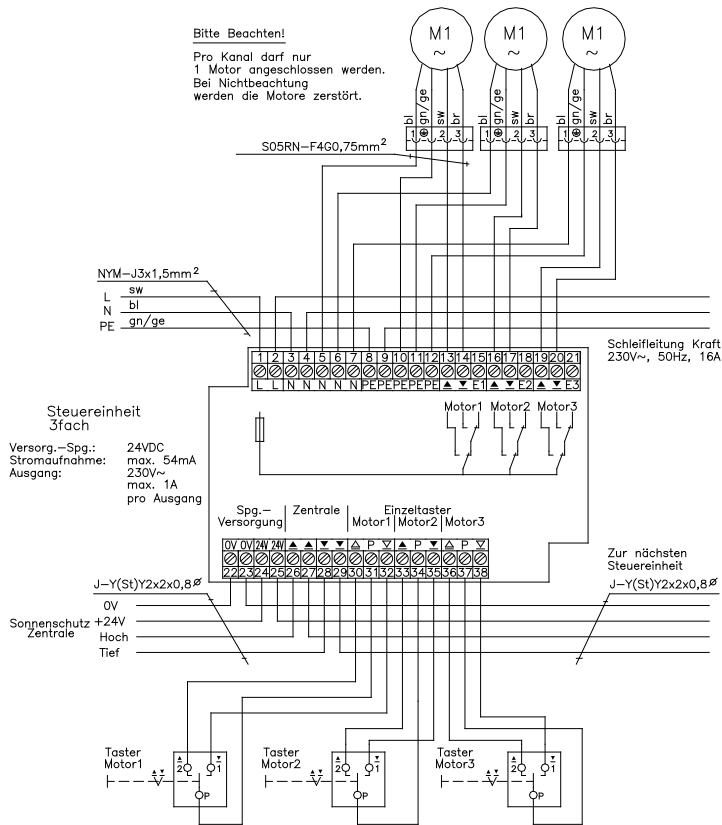 Bitte Beachten!
Pro Kanal darf nur
1 Motor angeschlossen werden.
Bei Nichtbeachtung
werden die Motore zerstört.
M1
~
M1
~
M1
~
bl gn/ge sw br
bl gn/ge sw br
bl gn/ge sw br
1 2 3
1 2 3
1 2 3
S05RN-F4G0,75mm²
NYM-J3x1,5mm²
L sw
N bl
PE gn/ge
Schleifleitung Kraft
230V~, 50Hz, 16A
1 2 3 4 5 6 7 8 9 10 11 12 13 14 15 16 17 18 19 20 21
L L N N N N N PE PE PE PE PE ▲ ▼ E1 ▲ ▼ E2 ▲ ▼ E3
Motor1 Motor2 Motor3
Steuereinheit
3fach
Versorg.-Spg.: 24VDC
Stromaufnahme: max. 54mA
Ausgang: 230V~
max. 1A
pro Ausgang
Spg.- Zentrale Einzeltaster
Versorgung Motor1 Motor2 Motor3
0V 0V 24V 24V ▲ ▲ ▼ ▼ △ P ▽ ▲ P ▼ △ P ▽
22 23 24 25 26 27 28 29 30 31 32 33 34 35 36 37 38
Zur nächsten
Steuereinheit
J-Y(St)Y2x2x0,8Ø
J-Y(St)Y2x2x0,8Ø
Sonnenschutz
Zentrale
0V
+24V
Hoch
Tief
Taster
Motor1
2 1
P
Taster
Motor2
2 1
P
Taster
Motor3
2 1
P